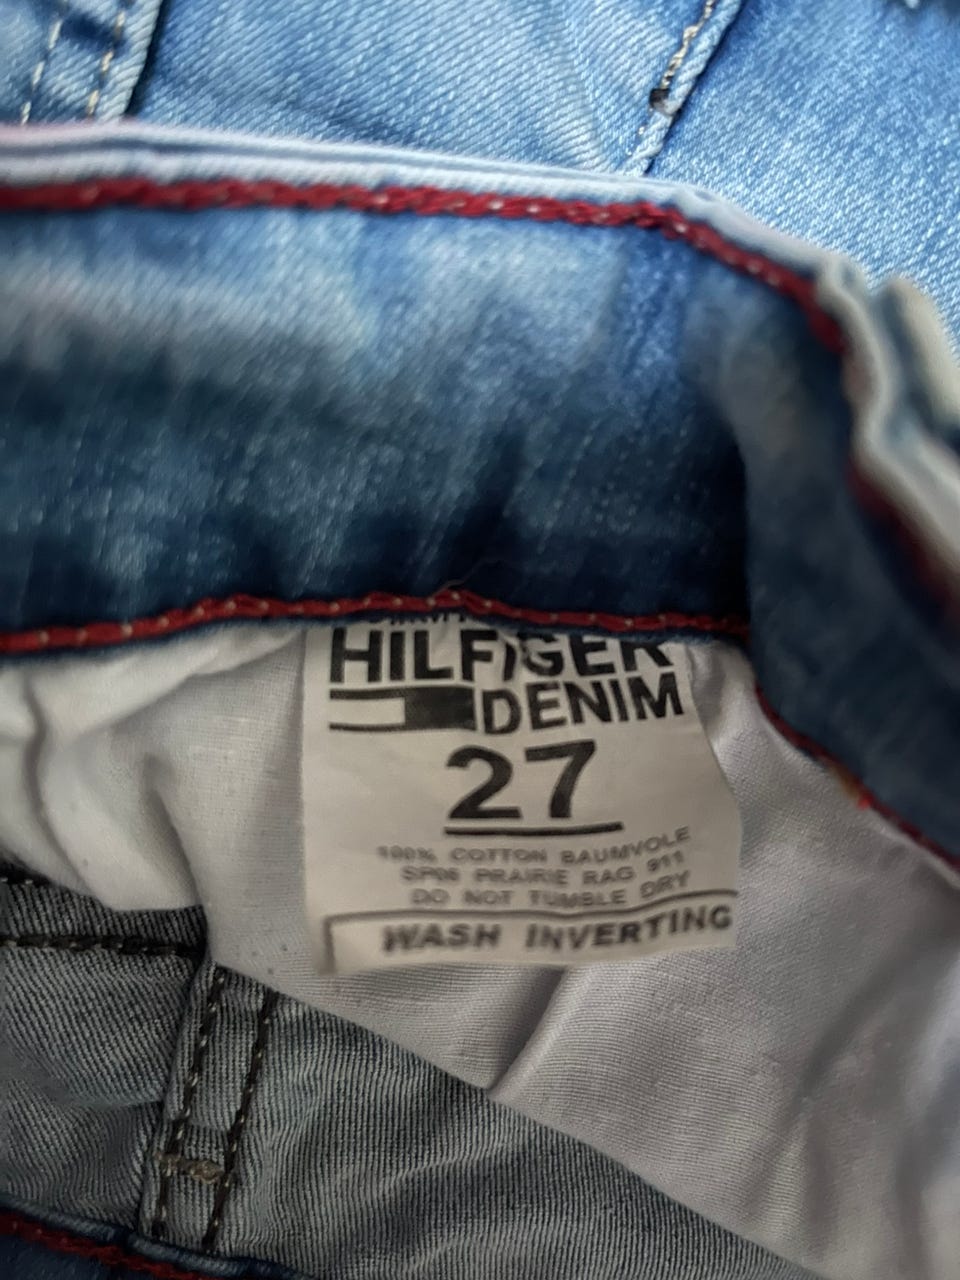 HILFIGER
DENIM
27
100% COTTON BAUMVOLE
SP06 PRAIRIE RAG 911
DO NOT TUMBLE DRY
WASH INVERTING